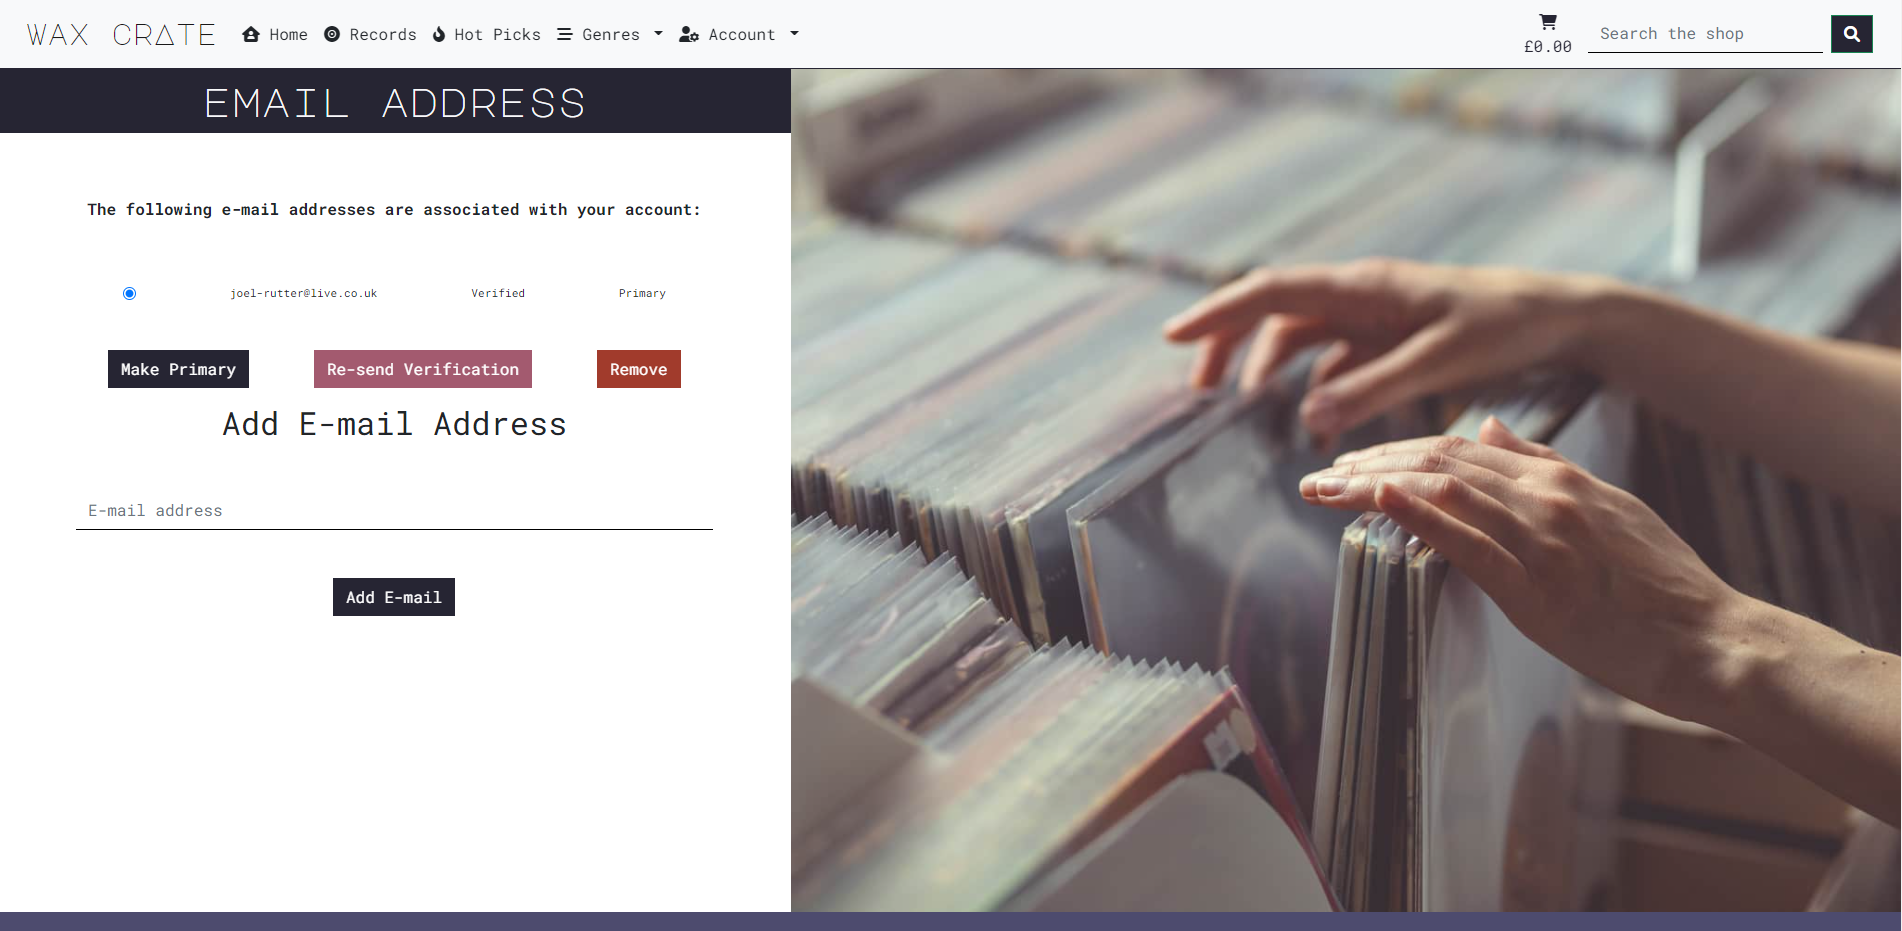 WAX CRATE Home Records Hot Picks Genres Account £0.00 Search the shop
EMAIL ADDRESS
The following e-mail addresses are associated with your account:
joel-rutter@live.co.uk Verified Primary
Make Primary Re-send Verification Remove
Add E-mail Address
E-mail address
Add E-mail